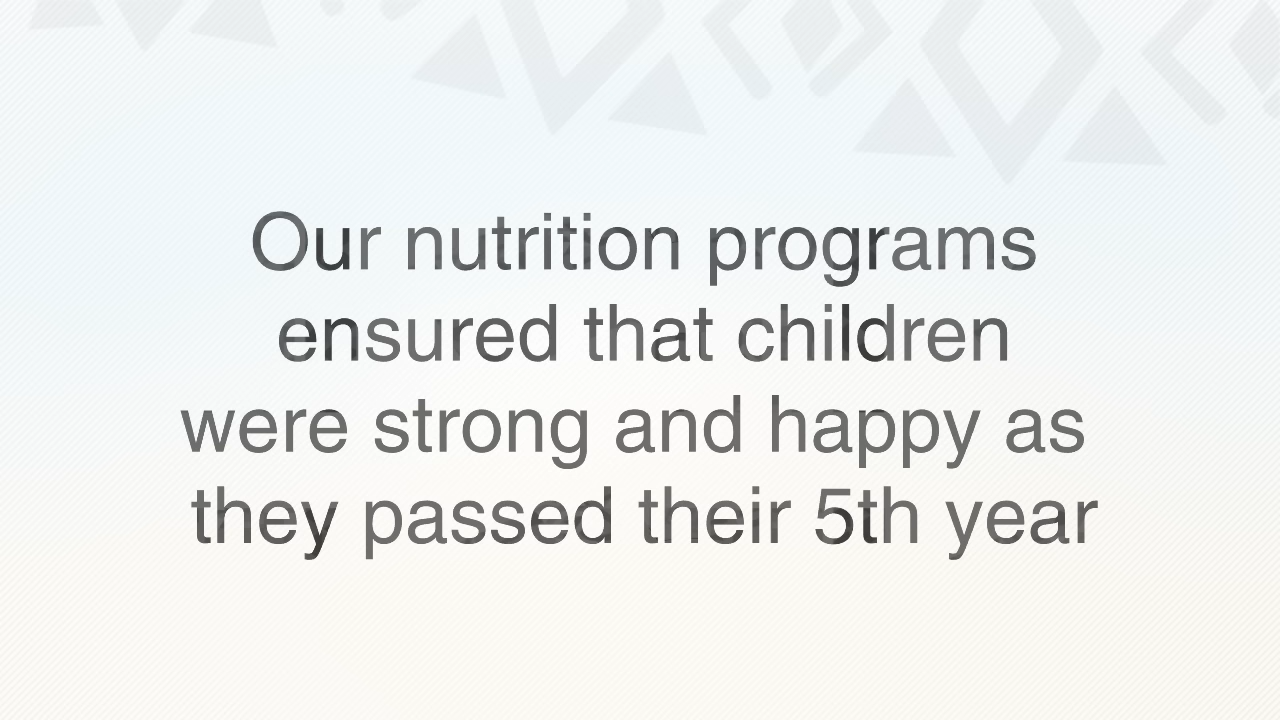 Our nutrition programs
ensured that children
were strong and happy as
they passed their 5th year